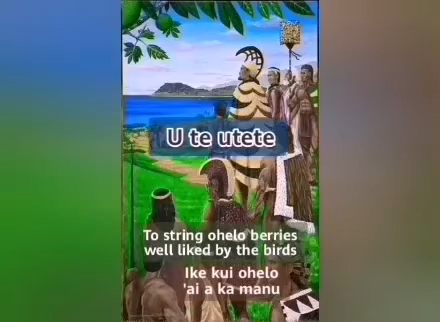 U te utete
To string ohelo berries
well liked by the birds
Ike kui ohelo
'ai a ka manu